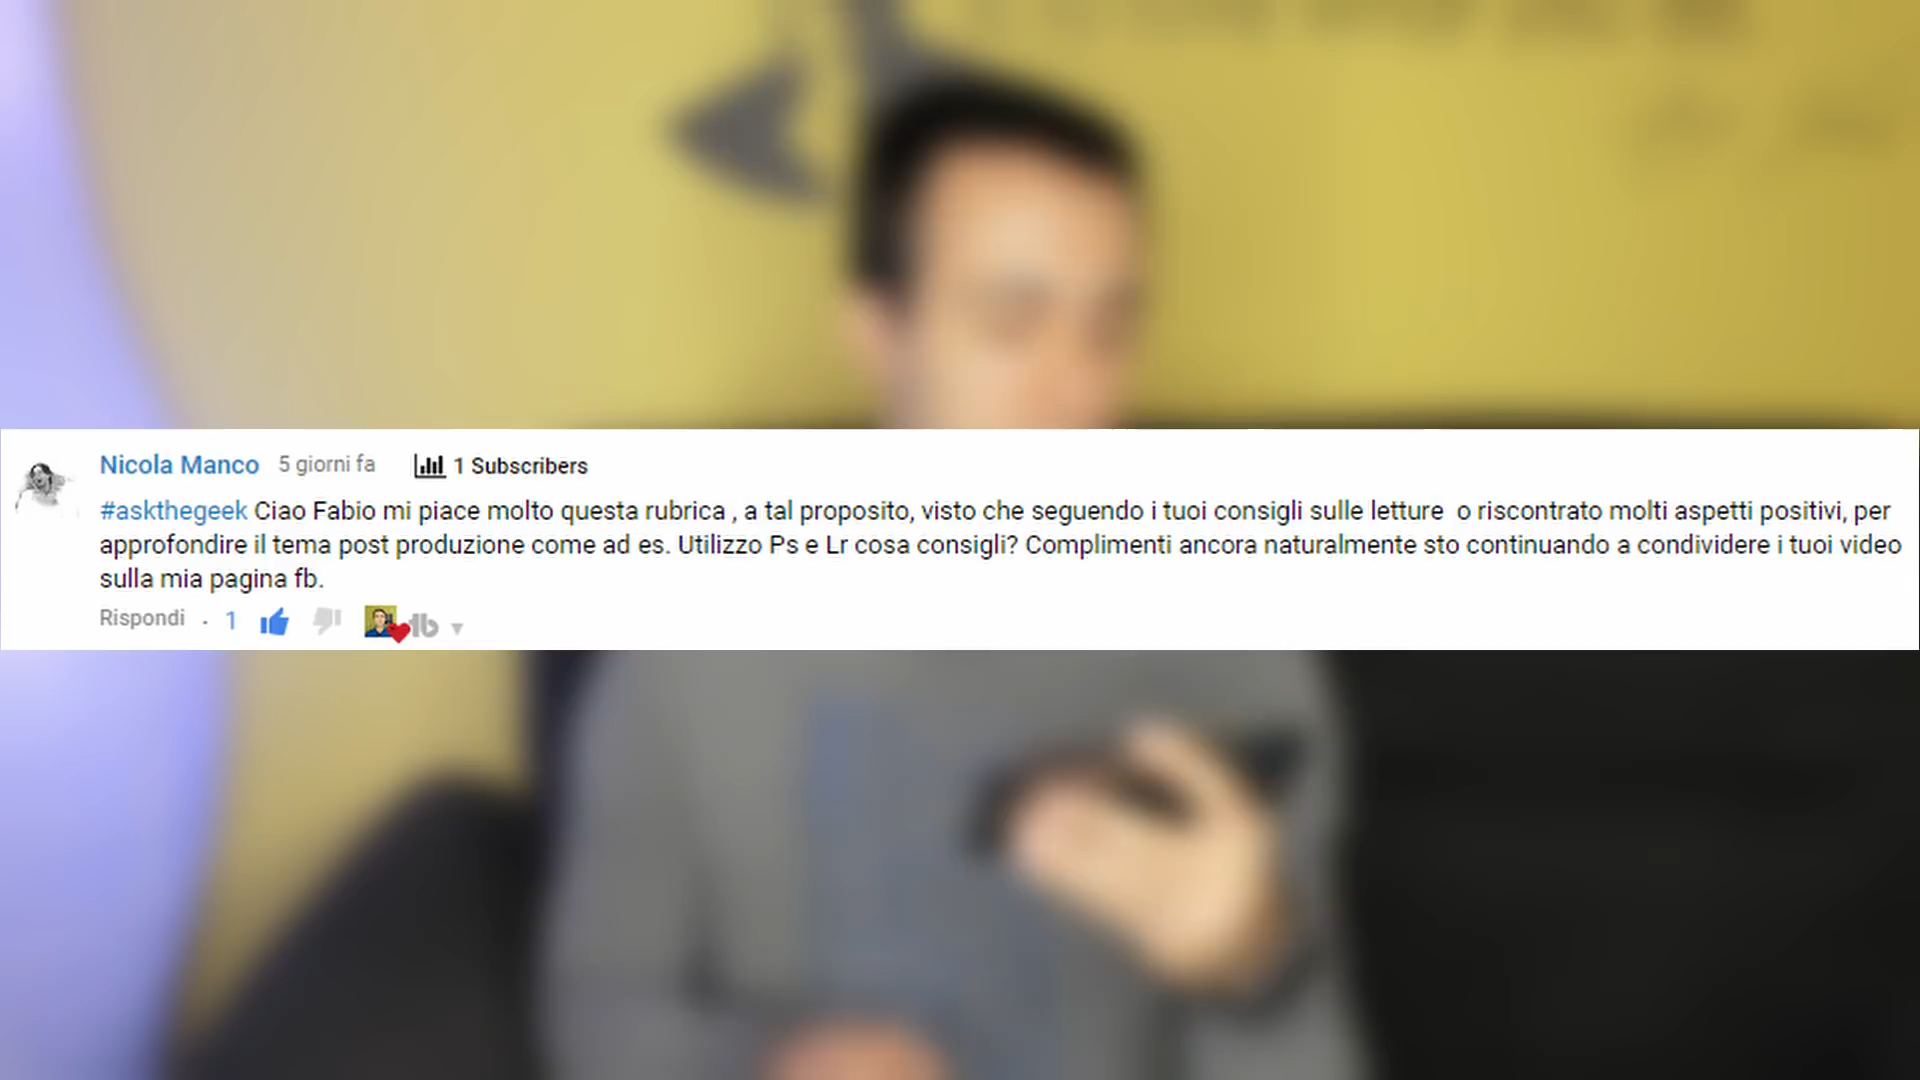 Nicola Manco 5 giorni fa 1 Subscribers
#askthegeek Ciao Fabio mi piace molto questa rubrica , a tal proposito, visto che seguendo i tuoi consigli sulle letture  o riscontrato molti aspetti positivi, per
approfondire il tema post produzione come ad es. Utilizzo Ps e Lr cosa consigli? Complimenti ancora naturalmente sto continuando a condividere i tuoi video
sulla mia pagina fb.
Rispondi . 1 tb